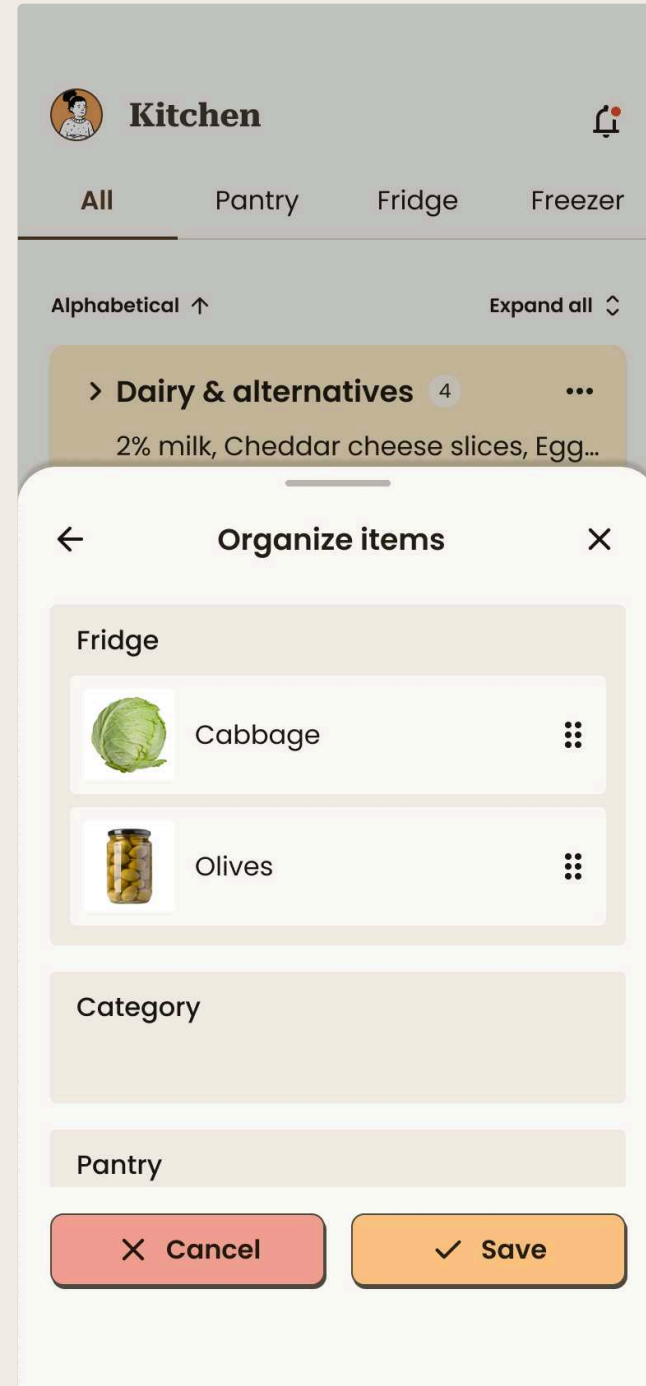 Kitchen
All Pantry Fridge Freezer
Alphabetical ↑ Expand all
Dairy & alternatives 4 •••
2% milk, Cheddar cheese slices, Egg...
Organize items
Fridge
Cabbage
Olives
Category
Pantry
Cancel Save